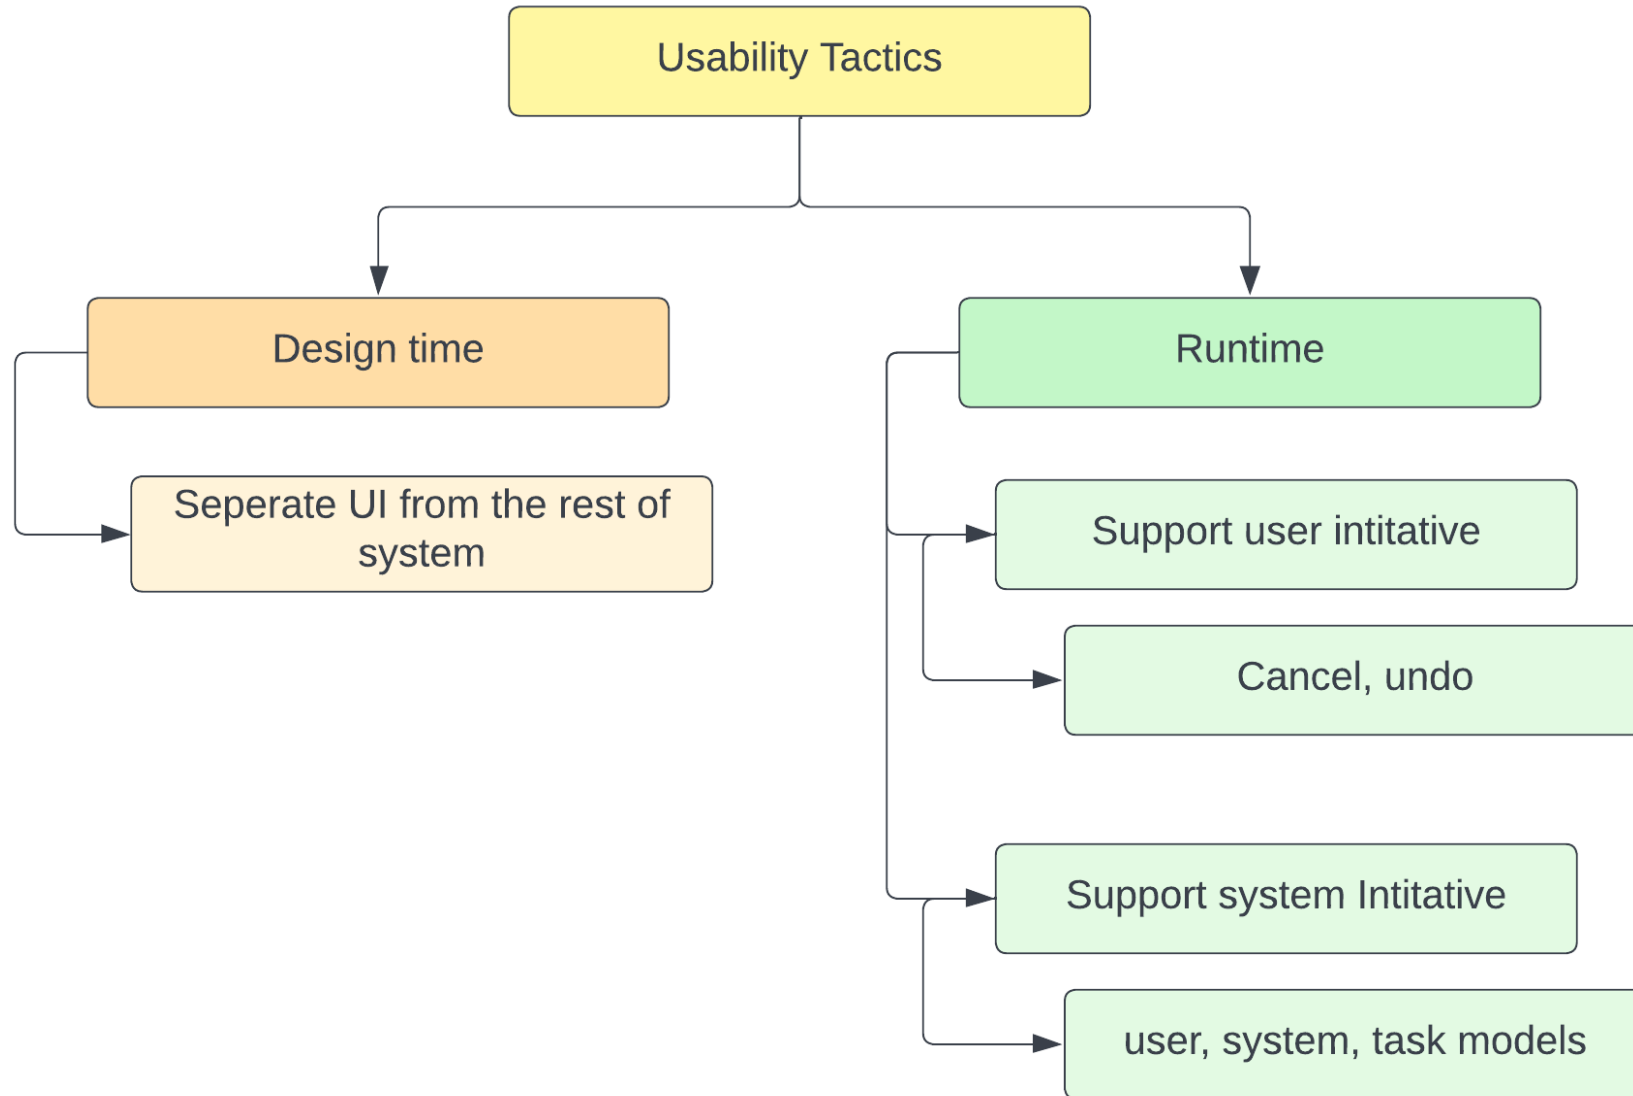 Usability Tactics
Design time
Runtime
Seperate UI from the rest of
system
Support user intitative
Cancel, undo
Support system Intitative
user, system, task models